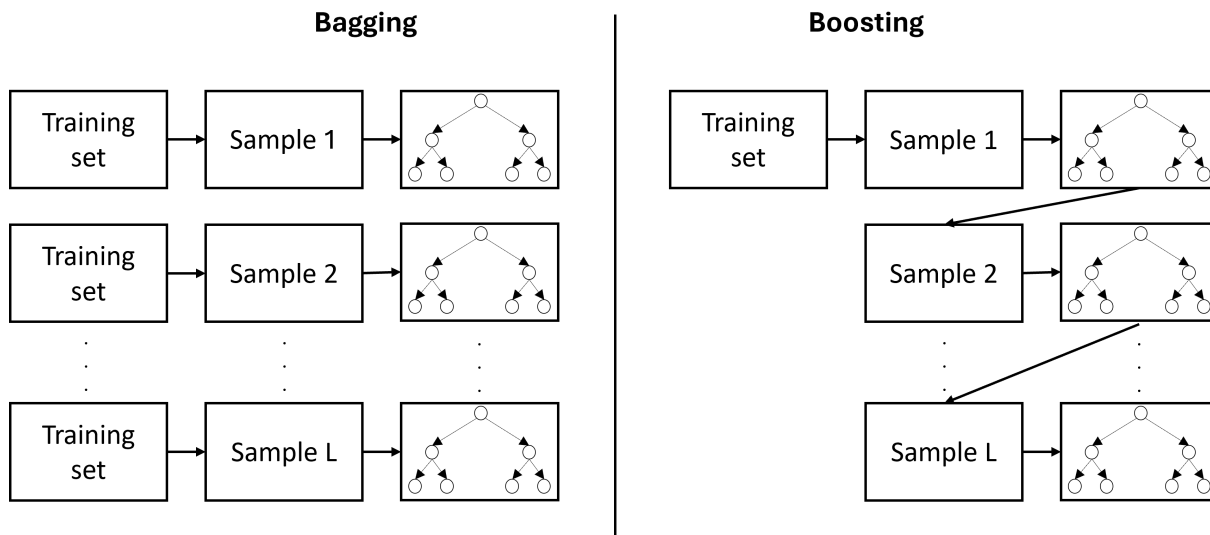 Bagging
Training
set
Sample 1
Training
set
Sample 2
Training
set
Sample L
Boosting
Training
set
Sample 1
Sample 2
Sample L